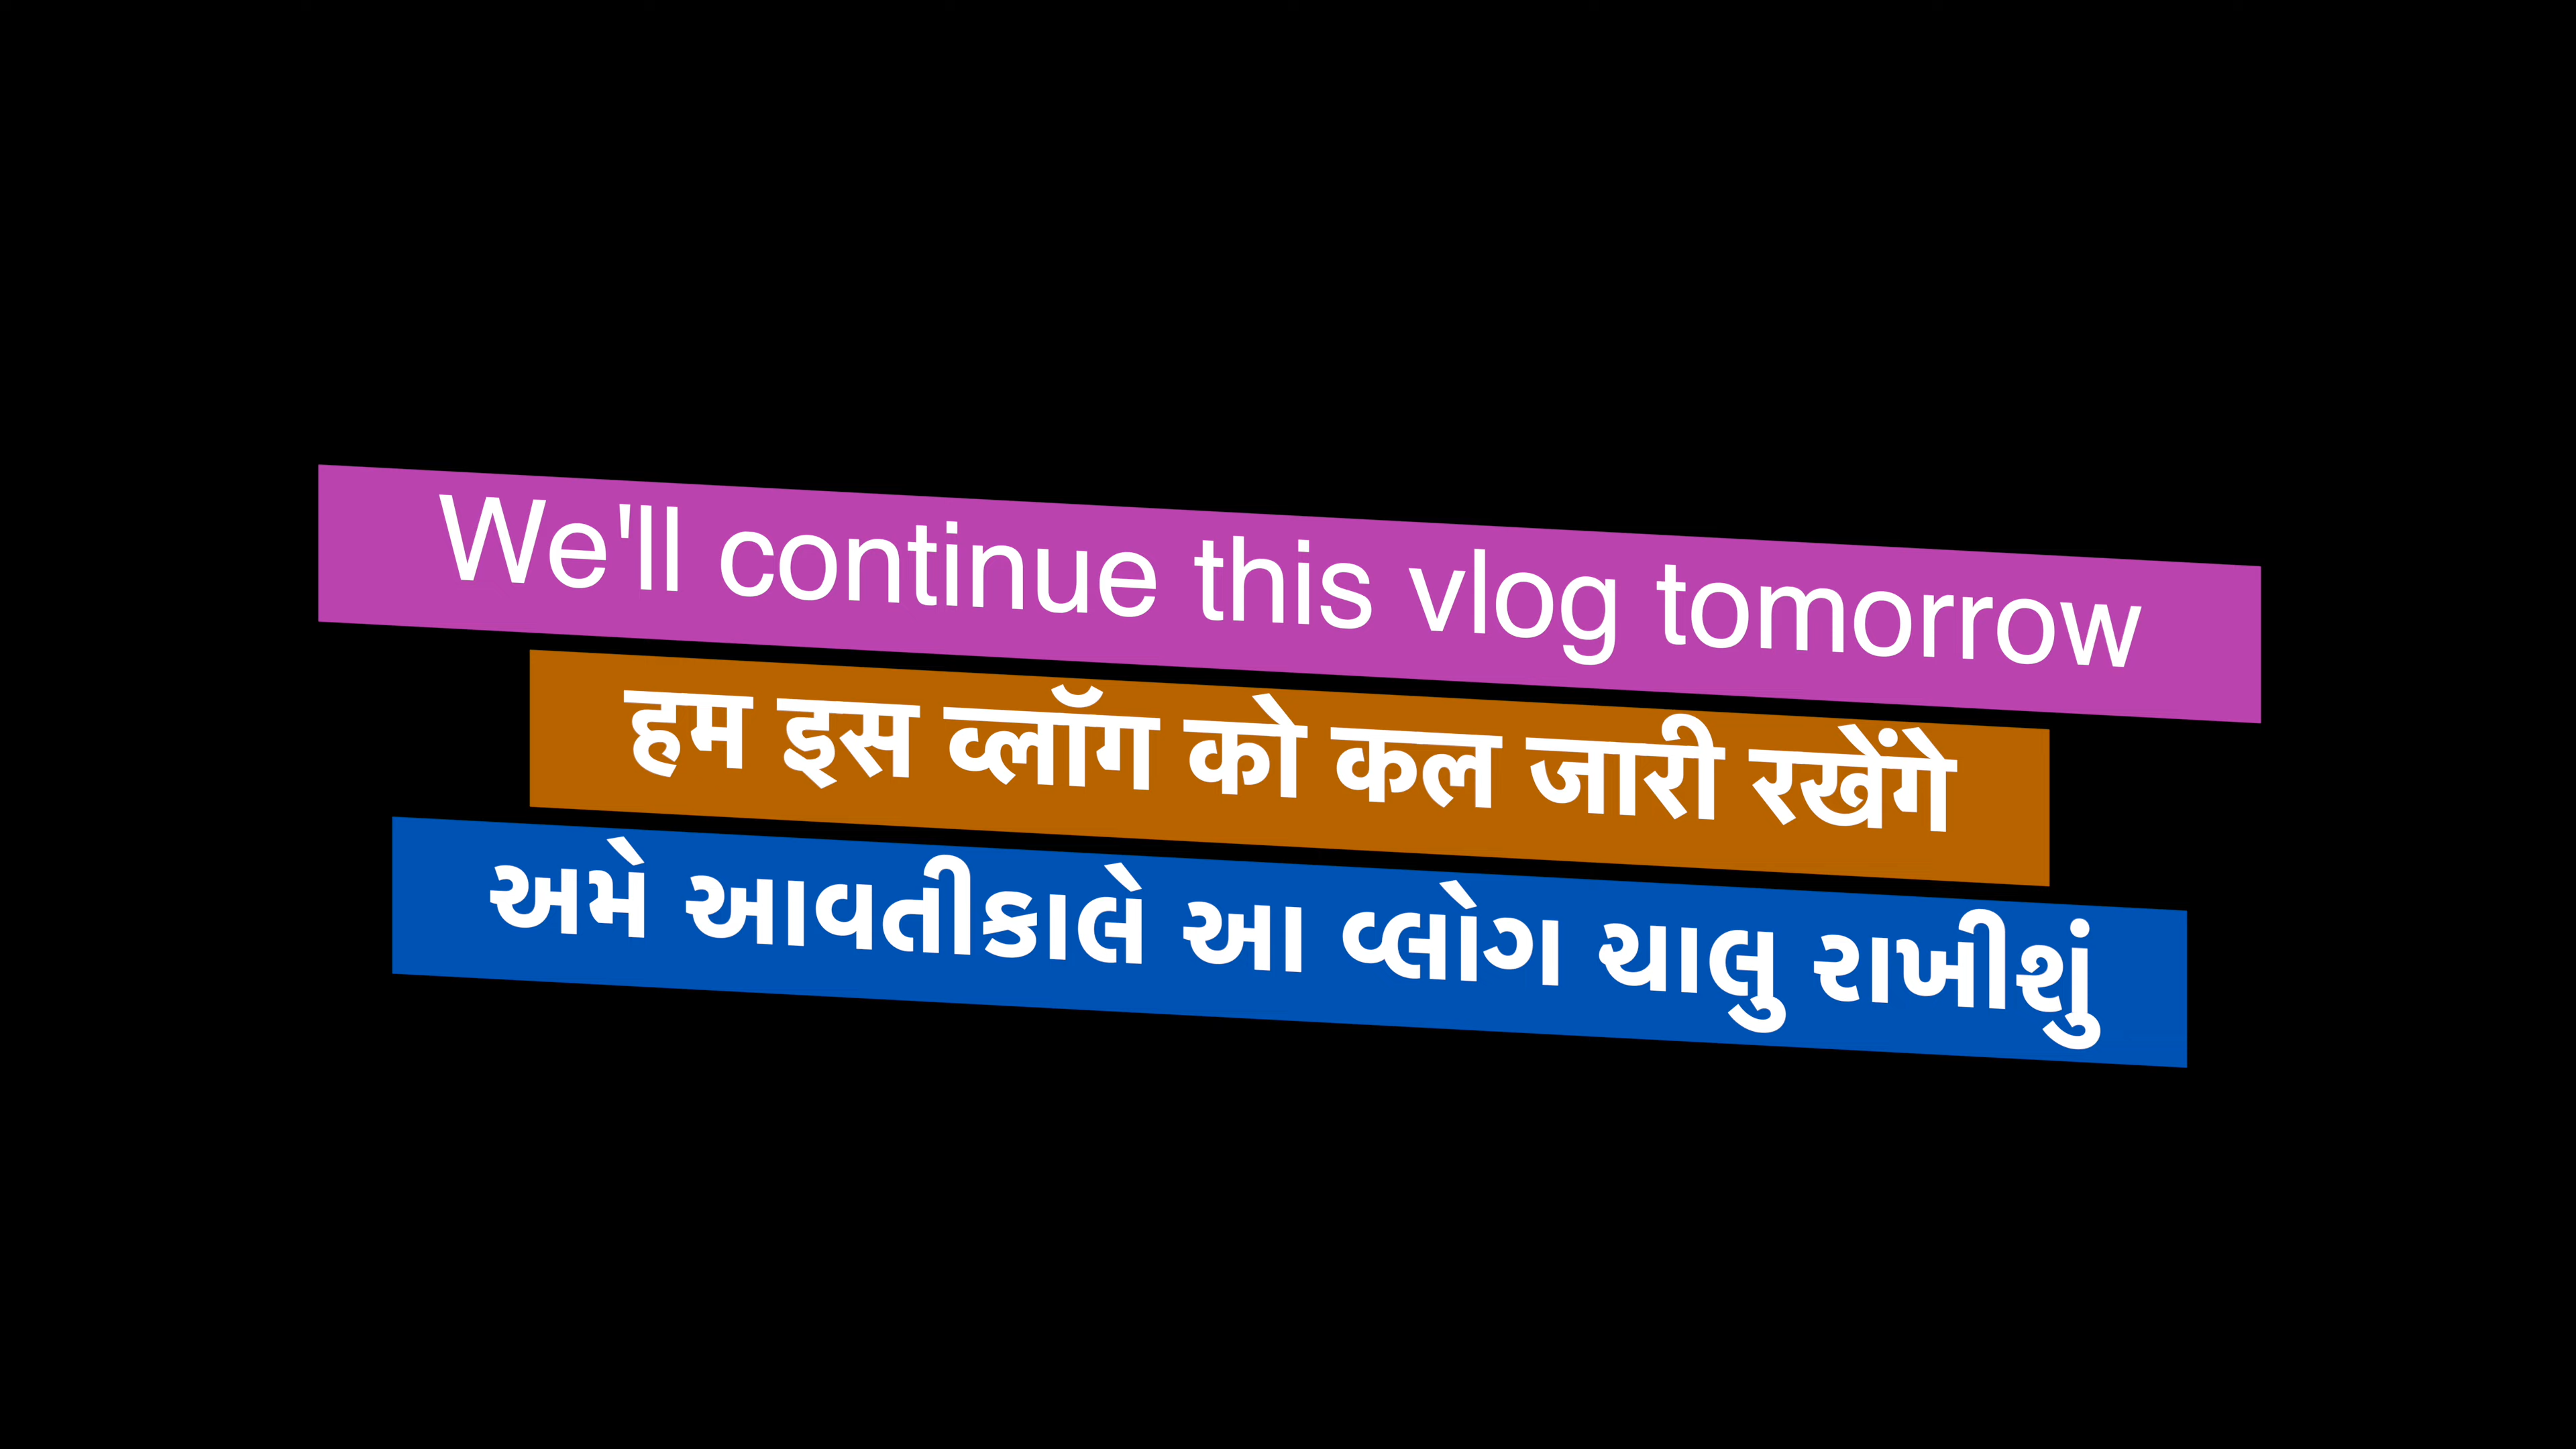 We'll continue this vlog tomorrow
हम इस व्लॉग को कल जारी रखेंगे
અમે આવતીકાલે આ વ્લોગ ચાલુ રાખીશું